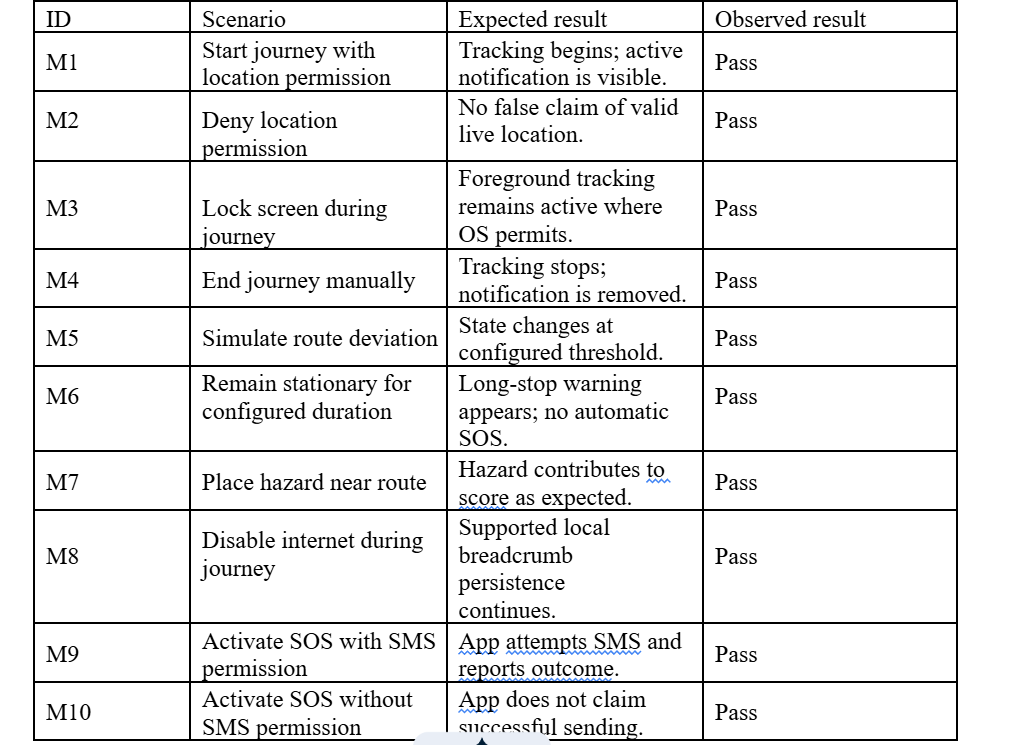 ID Scenario Expected result Observed result
M1 Start journey with location permission Tracking begins; active notification is visible. Pass
M2 Deny location permission No false claim of valid live location. Pass
M3 Lock screen during journey Foreground tracking remains active where OS permits. Pass
M4 End journey manually Tracking stops; notification is removed. Pass
M5 Simulate route deviation State changes at configured threshold. Pass
M6 Remain stationary for configured duration Long-stop warning appears; no automatic SOS. Pass
M7 Place hazard near route Hazard contributes to score as expected. Pass
M8 Disable internet during journey Supported local breadcrumb persistence continues. Pass
M9 Activate SOS with SMS permission App attempts SMS and reports outcome. Pass
M10 Activate SOS without SMS permission App does not claim successful sending. Pass